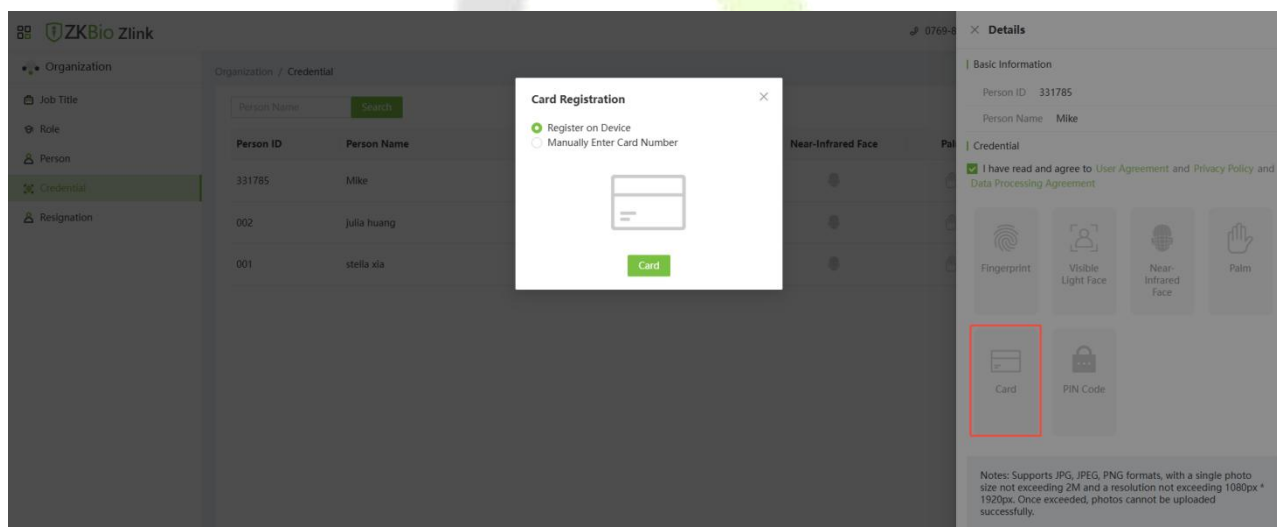 ZKBio Zlink
0769-8
Organization
Job Title
Role
Person
Credential
Resignation
Organization / Credential
Person Name
Search
Person ID
Person Name
Near-Infrared Face
Pal
331785
Mike
002
Julia huang
001
stella xia
Card Registration
Register on Device
Manually Enter Card Number
Card
Details
Basic Information
Person ID 331785
Person Name Mike
Credential
I have read and agree to User Agreement and Privacy Policy and
Data Processing Agreement
Fingerprint
Visible
Light Face
Near-
Infrared
Face
Palm
Card
PIN Code
Notes: Supports JPG, JPEG, PNG formats, with a single photo
size not exceeding 2M and a resolution not exceeding 1080px *
1920px. Once exceeded, photos cannot be uploaded
successfully.